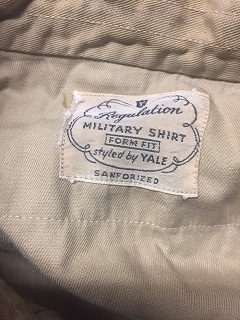 Regulation
MILITARY SHIRT
FORM FIT
styled by YALE
SANFORIZED